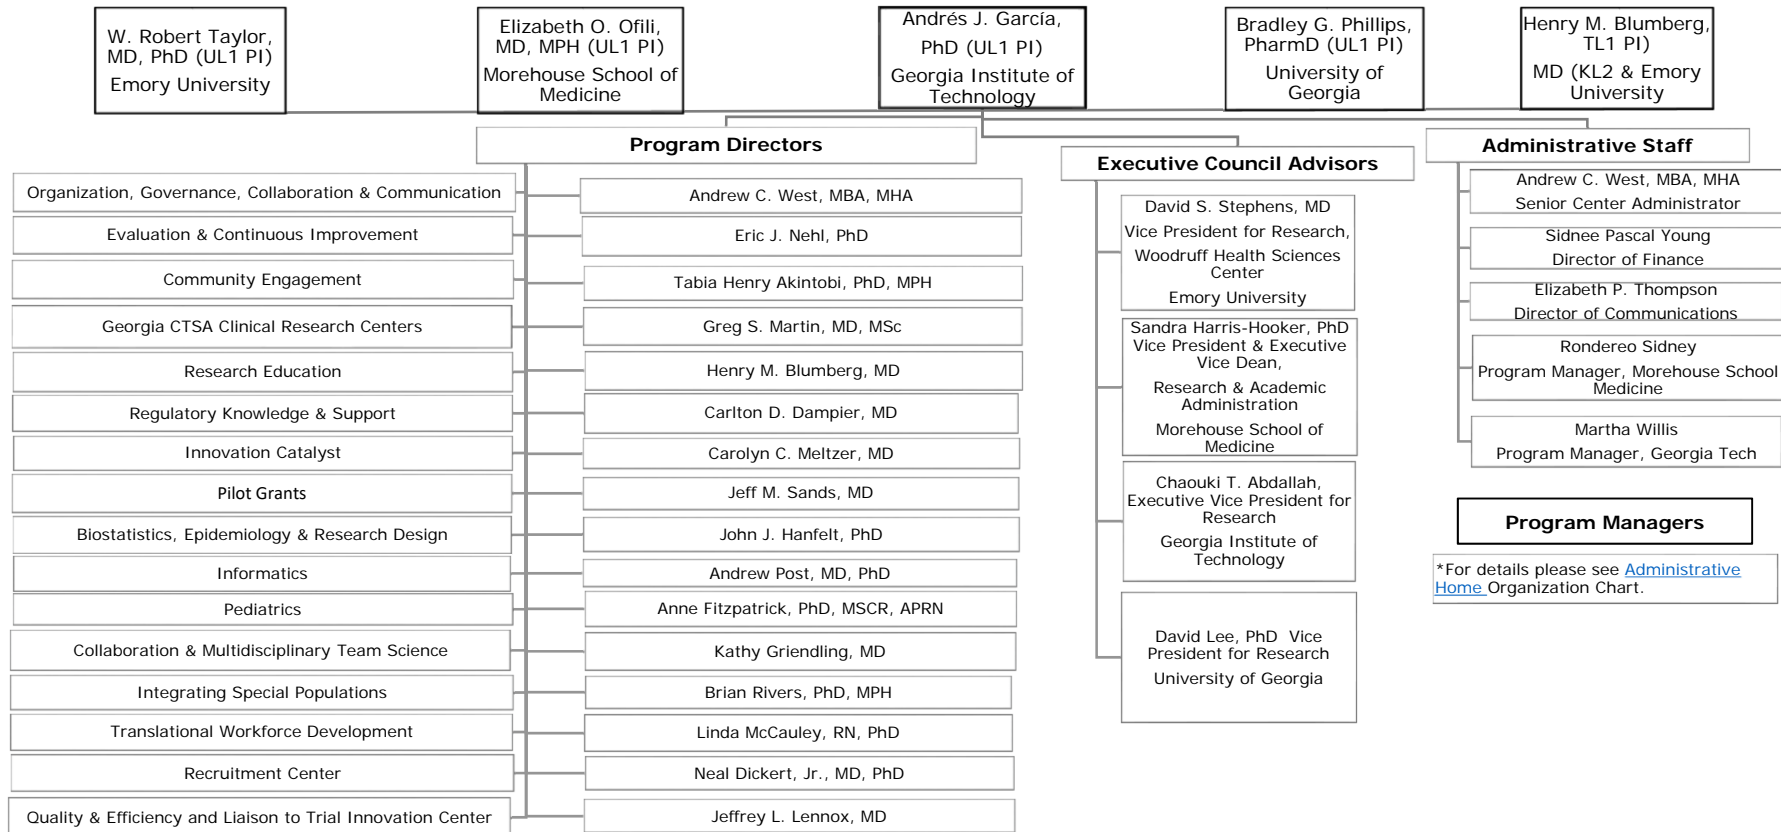 W. Robert Taylor,
MD, PhD (UL1 PI)
Emory University
Elizabeth O. Ofili,
MD, MPH (UL1 PI)
Morehouse School of
Medicine
Andrés J. García,
PhD (UL1 PI)
Georgia Institute of
Technology
Bradley G. Phillips,
PharmD (UL1 PI)
University of
Georgia
Henry M. Blumberg,
TL1 PI)
MD (KL2 & Emory
University
Program Directors
Organization, Governance, Collaboration & Communication
Andrew C. West, MBA, MHA
Evaluation & Continuous Improvement
Eric J. Nehl, PhD
Community Engagement
Tabia Henry Akintobi, PhD, MPH
Georgia CTSA Clinical Research Centers
Greg S. Martin, MD, MSc
Research Education
Henry M. Blumberg, MD
Regulatory Knowledge & Support
Carlton D. Dampier, MD
Innovation Catalyst
Carolyn C. Meltzer, MD
Pilot Grants
Jeff M. Sands, MD
Biostatistics, Epidemiology & Research Design
John J. Hanfelt, PhD
Informatics
Andrew Post, MD, PhD
Pediatrics
Anne Fitzpatrick, PhD, MSCR, APRN
Collaboration & Multidisciplinary Team Science
Kathy Griendling, MD
Integrating Special Populations
Brian Rivers, PhD, MPH
Translational Workforce Development
Linda McCauley, RN, PhD
Recruitment Center
Neal Dickert, Jr., MD, PhD
Quality & Efficiency and Liaison to Trial Innovation Center
Jeffrey L. Lennox, MD
Executive Council Advisors
David S. Stephens, MD
Vice President for Research,
Woodruff Health Sciences
Center
Emory University
Sandra Harris-Hooker, PhD
Vice President & Executive
Vice Dean,
Research & Academic
Administration
Morehouse School of
Medicine
Chaouki T. Abdallah,
Executive Vice President for
Research
Georgia Institute of
Technology
David Lee, PhD Vice
President for Research
University of Georgia
Administrative Staff
Andrew C. West, MBA, MHA
Senior Center Administrator
Sidnee Pascal Young
Director of Finance
Elizabeth P. Thompson
Director of Communications
Rondereo Sidney
Program Manager, Morehouse School
Medicine
Martha Willis
Program Manager, Georgia Tech
Program Managers
*For details please see Administrative
Home Organization Chart.